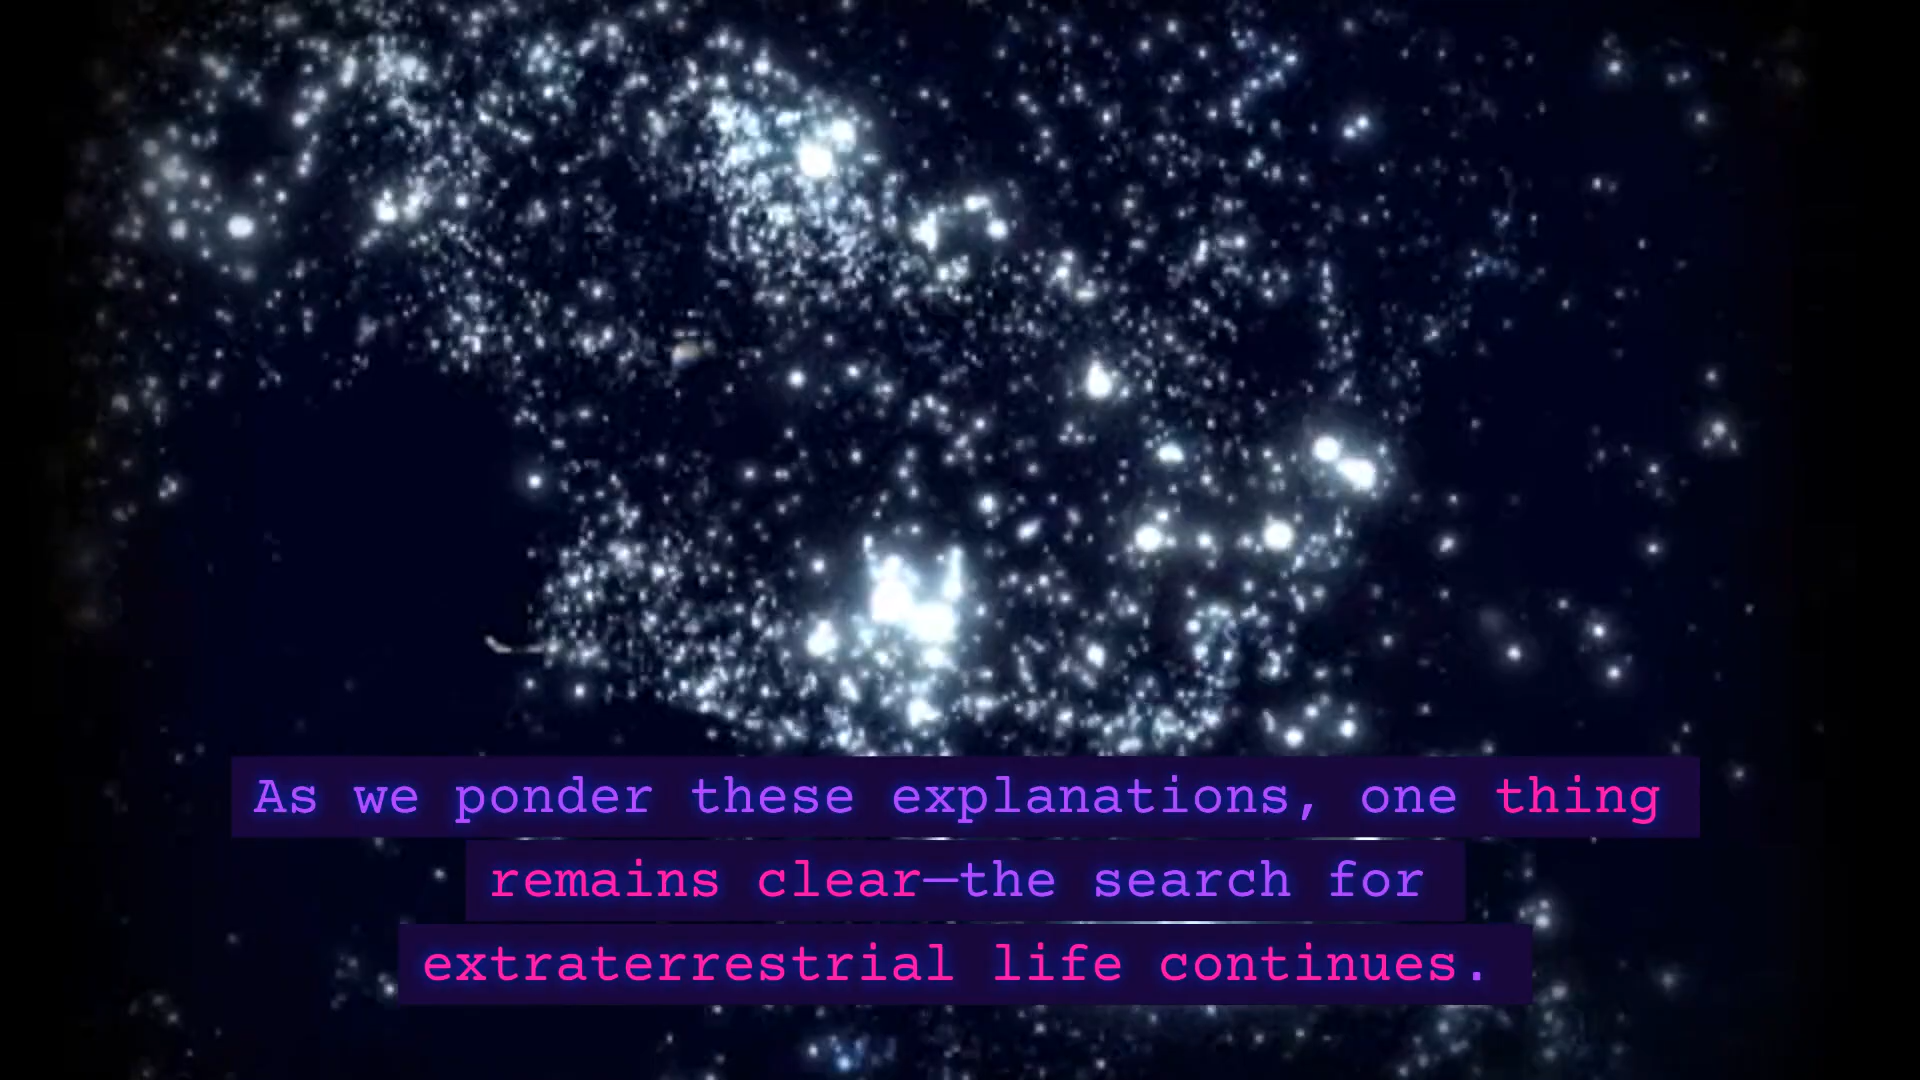 As we ponder these explanations, one thing
remains clear—the search for
extraterrestrial life continues.